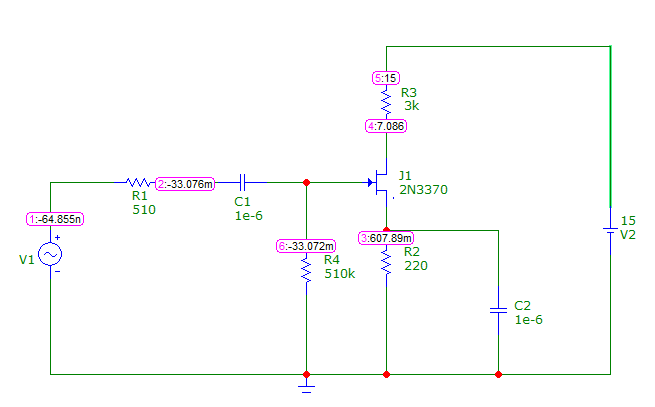 5:15
R3
3k
4:7.086
J1
2N3370
2:-33.076m
R1
510
C1
1e-6
1:-64.855n
V1
+
−
6:-33.072m
R4
510k
3:607.89m
R2
220
15
V2
C2
1e-6